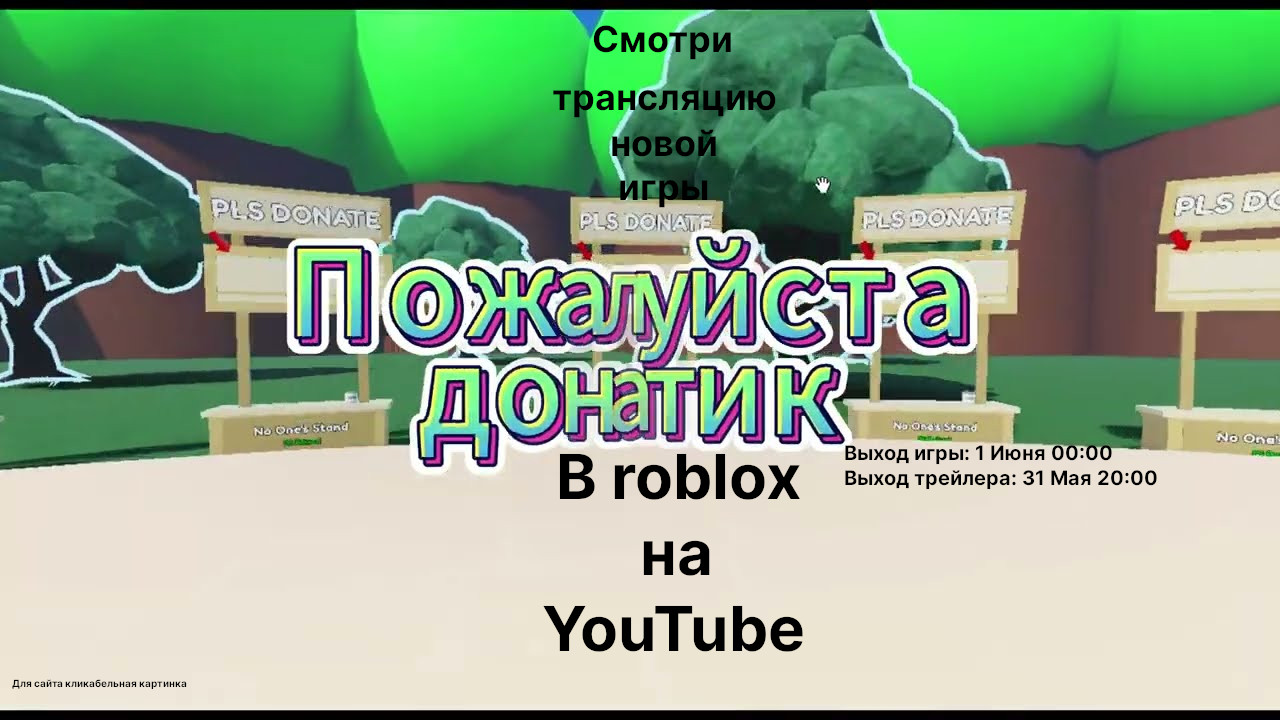 Смотри
трансляцию
новой
игры
PLS DONATE
PLS DONATE
PLS DONATE
PLS DO
Пожалуйста
донатик
No One's Stand
No One's Stand
No One's
Выход игры: 1 Июня 00:00
Выход трейлера: 31 Мая 20:00
В roblox
на
YouTube
Для сайта кликабельная картинка